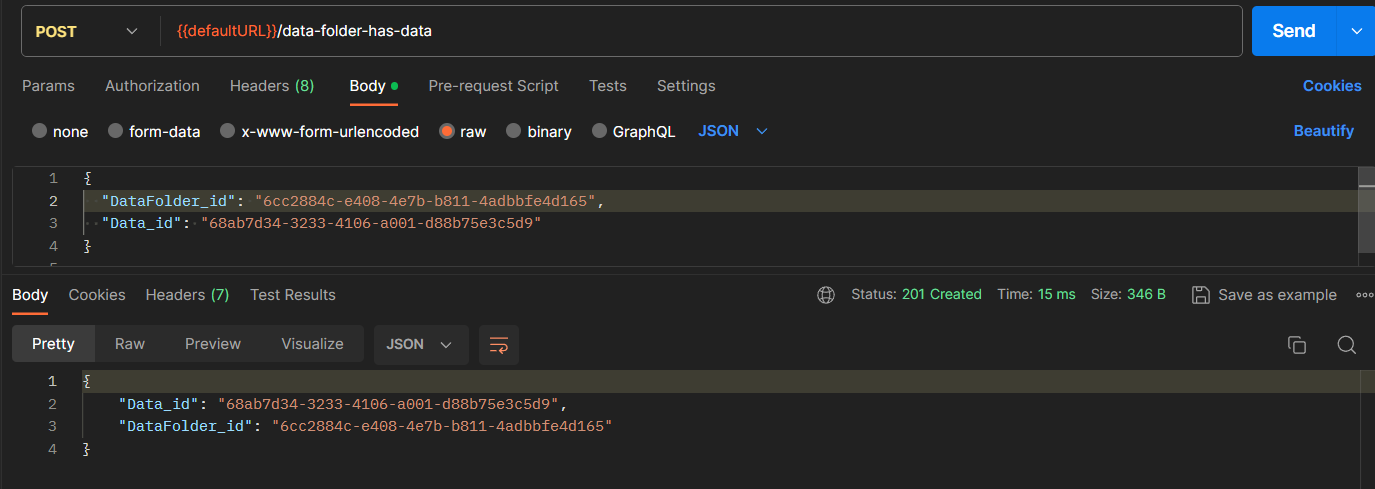 POST {{defaultURL}}/data-folder-has-data Send
Params Authorization Headers (8) Body Pre-request Script Tests Settings Cookies
none form-data x-www-form-urlencoded raw binary GraphQL JSON Beautify
1 {
2 "DataFolder_id": "6cc2884c-e408-4e7b-b811-4adbbfe4d165",
3 "Data_id": "68ab7d34-3233-4106-a001-d88b75e3c5d9"
4 }
5
Body Cookies Headers (7) Test Results Status: 201 Created Time: 15 ms Size: 346 B Save as example
Pretty Raw Preview Visualize JSON
1 {
2 "Data_id": "68ab7d34-3233-4106-a001-d88b75e3c5d9",
3 "DataFolder_id": "6cc2884c-e408-4e7b-b811-4adbbfe4d165"
4 }